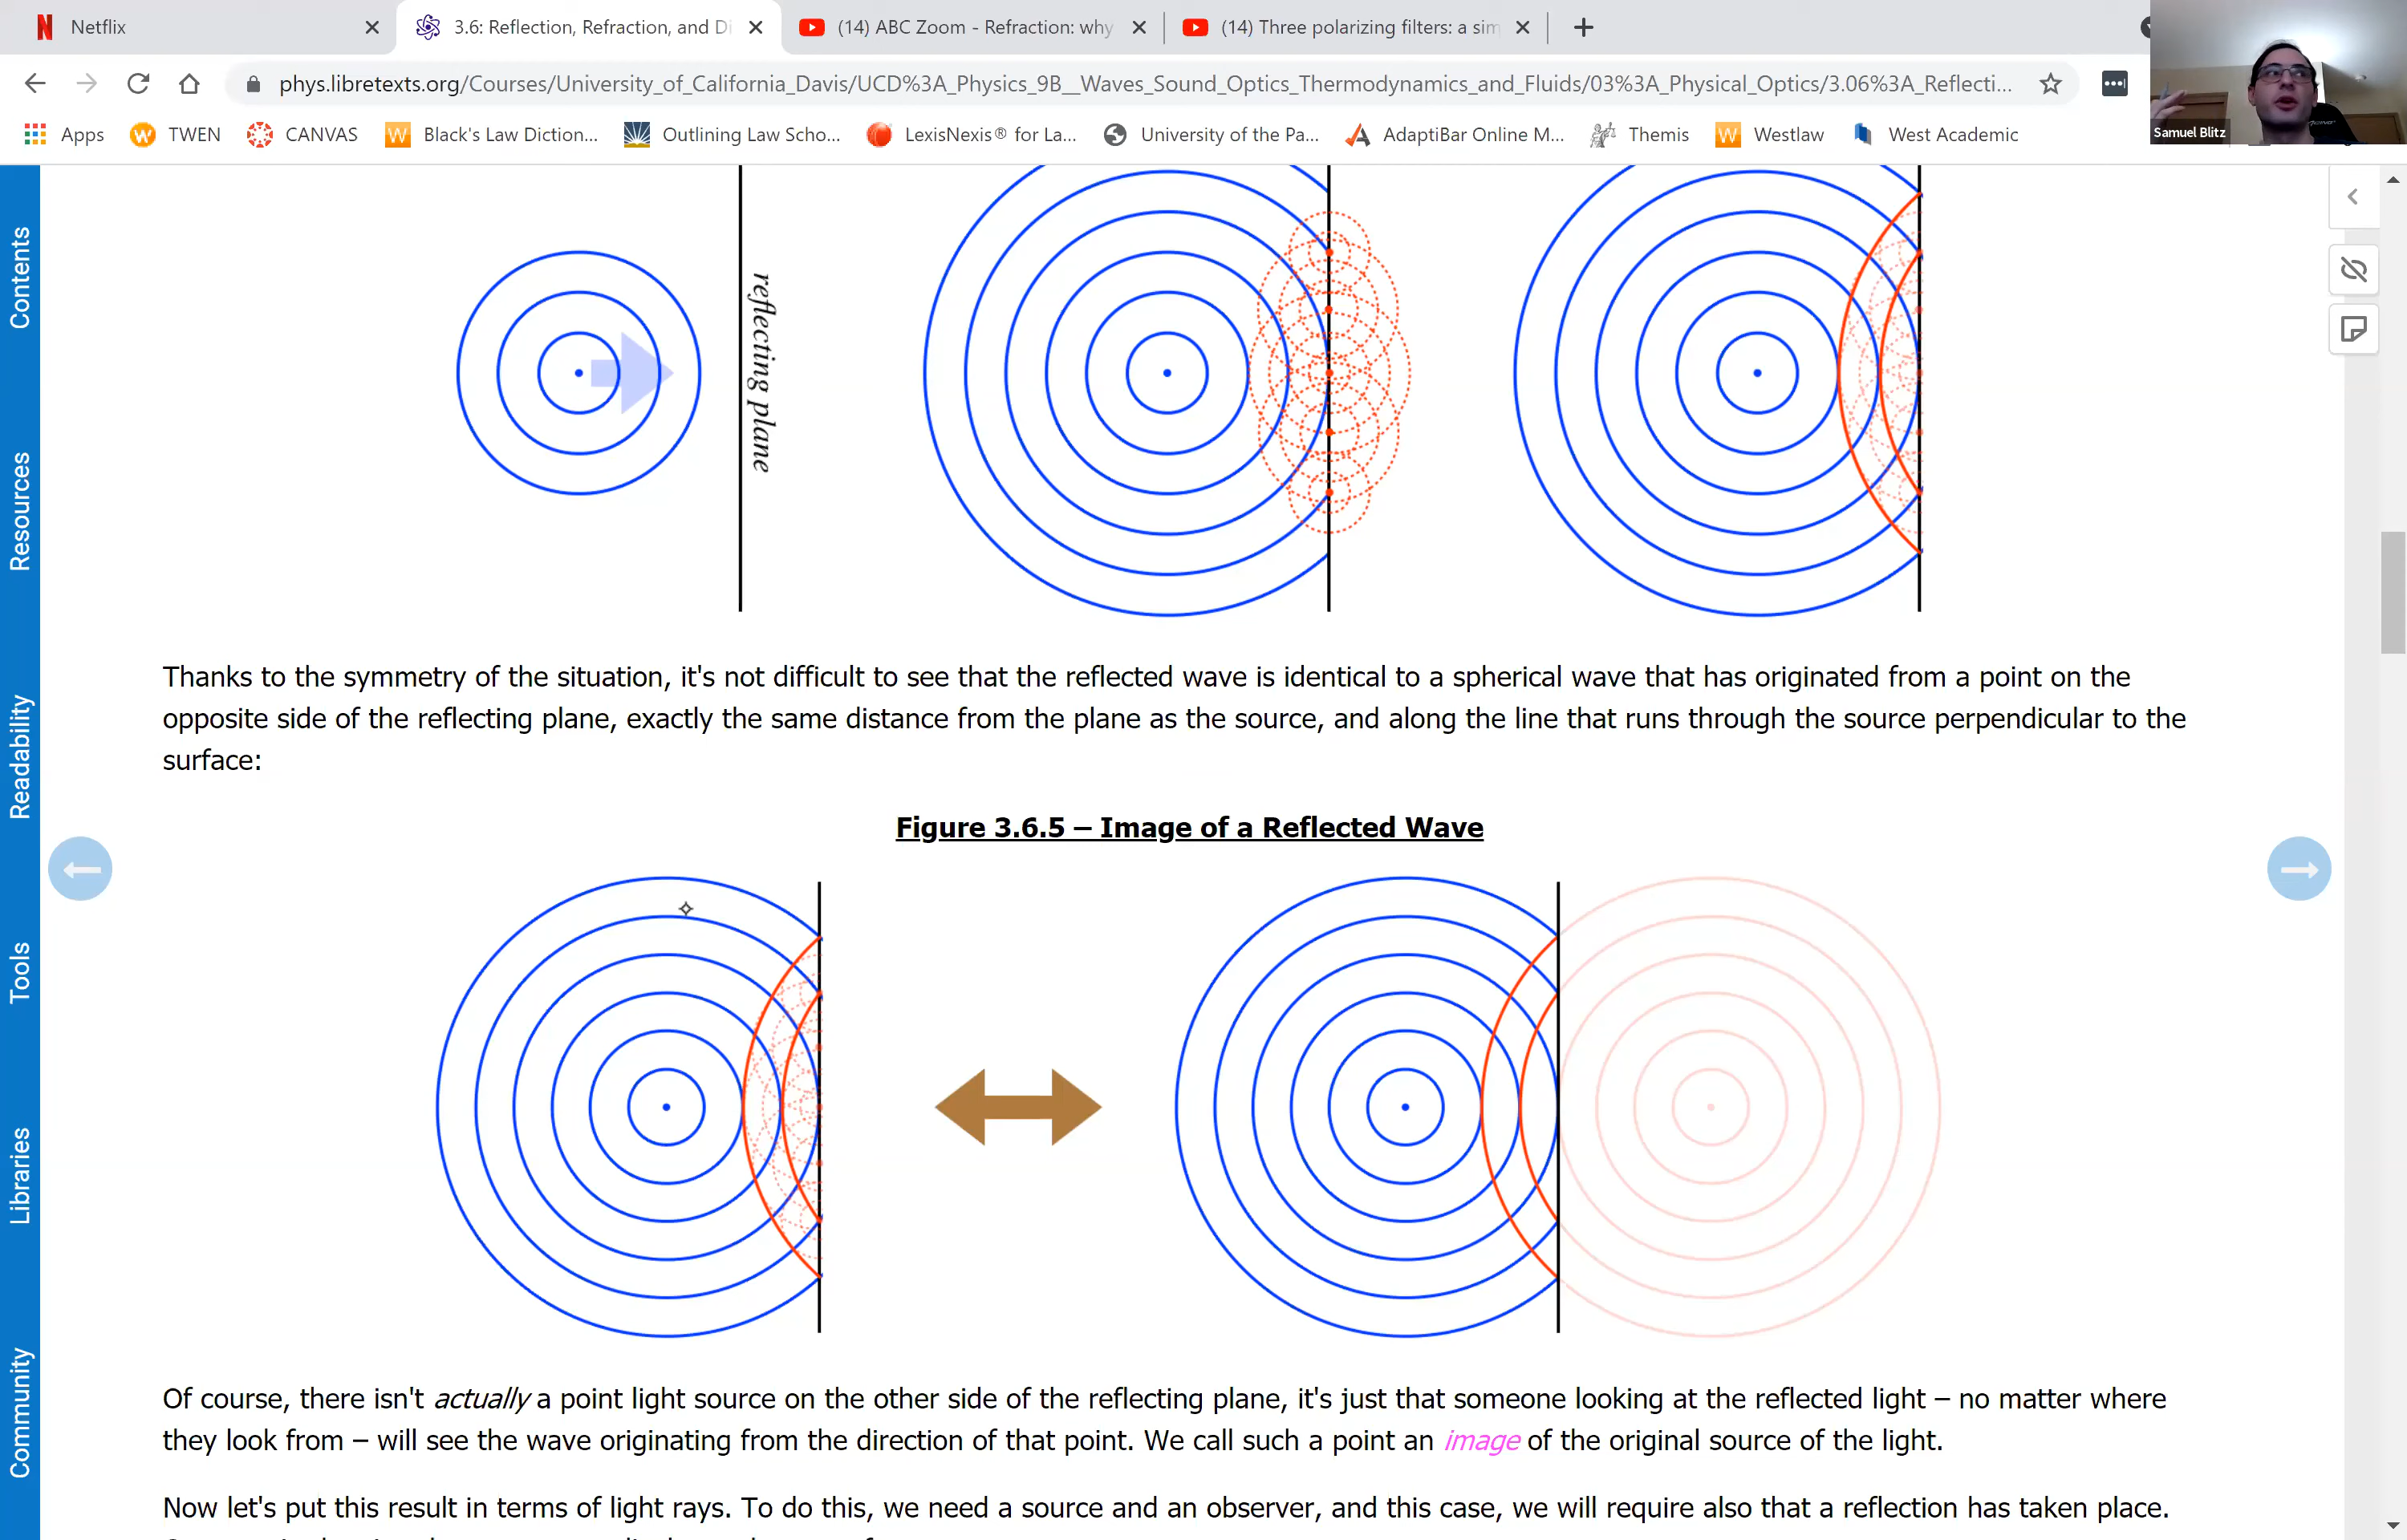 Netflix
3.6: Reflection, Refraction, and Di
(14) ABC Zoom - Refraction: why
(14) Three polarizing filters: a sim
phys.libretexts.org/Courses/University_of_California_Davis/UCD%3A_Physics_9B__Waves_Sound_Optics_Thermodynamics_and_Fluids/03%3A_Physical_Optics/3.06%3A_Reflecti...
Samuel Blitz
Apps
TWEN
CANVAS
Black's Law Diction...
Outlining Law Scho...
LexisNexis® for La...
University of the Pa...
AdaptiBar Online M...
Themis
Westlaw
West Academic
Contents
Resources
Readability
Tools
Libraries
Community
reflecting plane
Thanks to the symmetry of the situation, it's not difficult to see that the reflected wave is identical to a spherical wave that has originated from a point on the
opposite side of the reflecting plane, exactly the same distance from the plane as the source, and along the line that runs through the source perpendicular to the
surface:
Figure 3.6.5 – Image of a Reflected Wave
Of course, there isn't actually a point light source on the other side of the reflecting plane, it's just that someone looking at the reflected light – no matter where
they look from – will see the wave originating from the direction of that point. We call such a point an image of the original source of the light.
Now let's put this result in terms of light rays. To do this, we need a source and an observer, and this case, we will require also that a reflection has taken place.